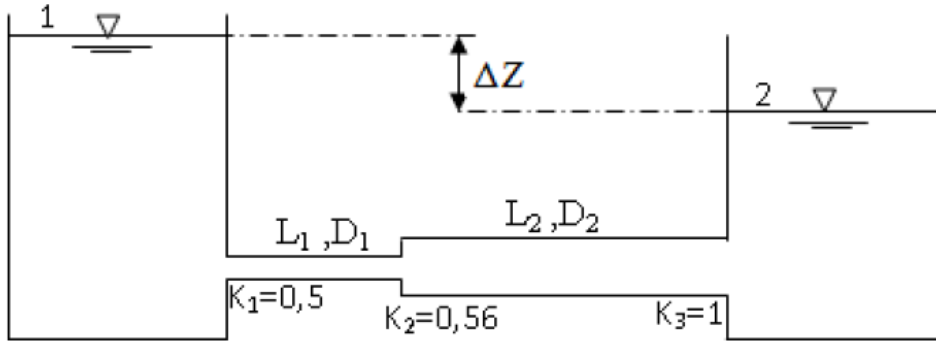 1
ΔZ
2
L₁ ,D₁
L₂ ,D₂
K₁=0,5
K₂=0,56
K₃=1